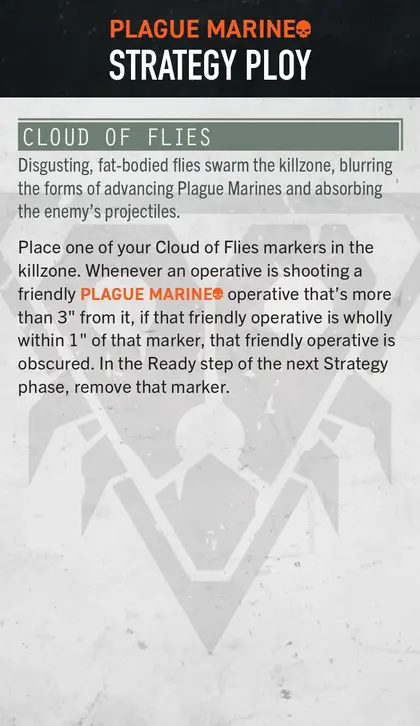 PLAGUE MARINE
STRATEGY PLOY
CLOUD OF FLIES
Disgusting, fat-bodied flies swarm the killzone, blurring
the forms of advancing Plague Marines and absorbing
the enemy’s projectiles.
Place one of your Cloud of Flies markers in the
killzone. Whenever an operative is shooting a
friendly PLAGUE MARINE operative that’s more
than 3" from it, if that friendly operative is wholly
within 1" of that marker, that friendly operative is
obscured. In the Ready step of the next Strategy
phase, remove that marker.